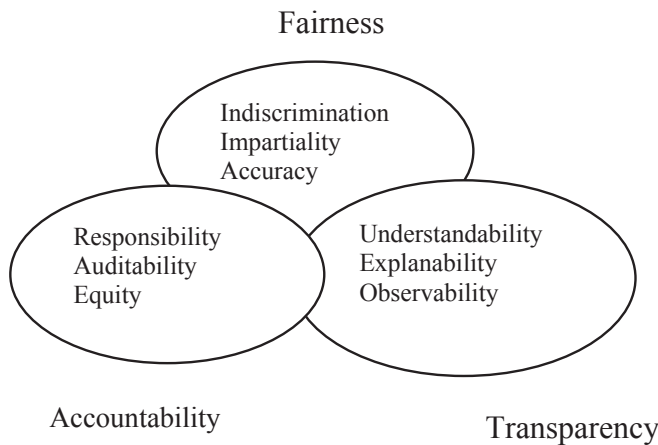 Fairness
Indiscrimination
Impartiality
Accuracy
Responsibility
Auditability
Equity
Understandability
Explanability
Observability
Accountability
Transparency